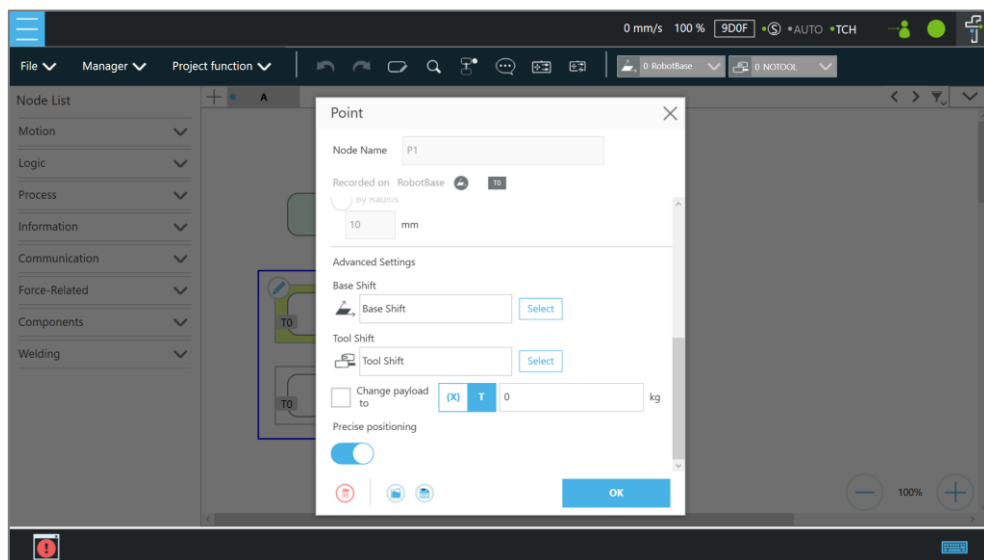 0 mm/s 100 % 9D0F •Ⓢ •AUTO •TCH
File Manager Project function 0 RobotBase 0 NOTOOL
Node List
A
Motion
Logic
Process
Information
Communication
Force-Related
Components
Welding
T0
T0
Point
Node Name P1
Recorded on RobotBase T0
By Radius
10 mm
Advanced Settings
Base Shift
Base Shift Select
Tool Shift
Tool Shift Select
Change payload to {X} T 0 kg
Precise positioning
OK
100%